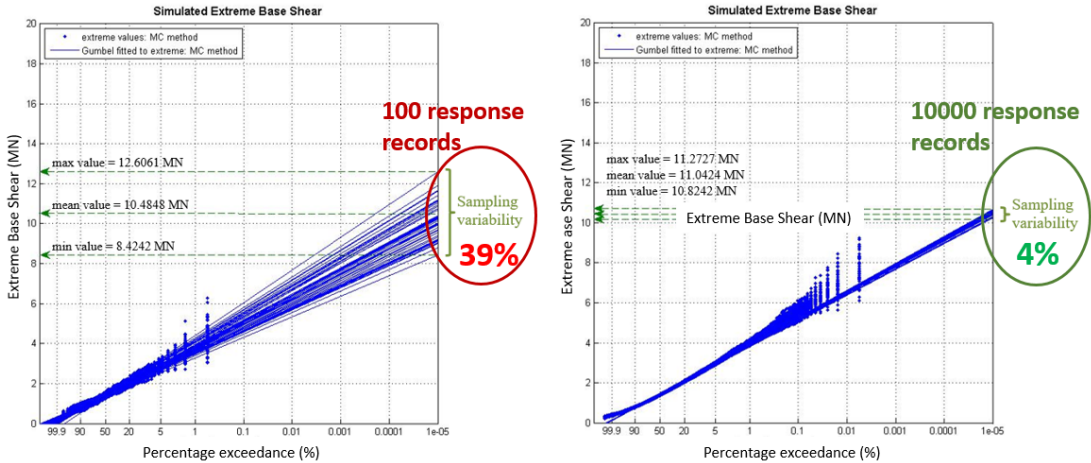 Simulated Extreme Base Shear
extreme values: MC method
Gumbel fitted to extreme: MC method
20
18
16
14
12
10
8
6
4
2
0
Extreme Base Shear (MN)
max value = 12.6061 MN
mean value = 10.4848 MN
min value = 8.4242 MN
100 response
records
Sampling
variability
39%
99.9 90 50 20 5 1 0.1 0.01 0.001 1e-05
Percentage exceedance (%)
Simulated Extreme Base Shear
extreme values: MC method
Gumbel fitted to extreme: MC method
20
18
16
14
12
10
8
6
4
2
0
Extreme ase Shear (MN)
max value = 11.2727 MN
mean value = 11.0424 MN
min value = 10.8242 MN
Extreme Base Shear (MN)
10000 response
records
Sampling
variability
4%
99.9 90 50 20 5 1 0.1 0.01 0.001 1e-05
Percentage exceedance (%)